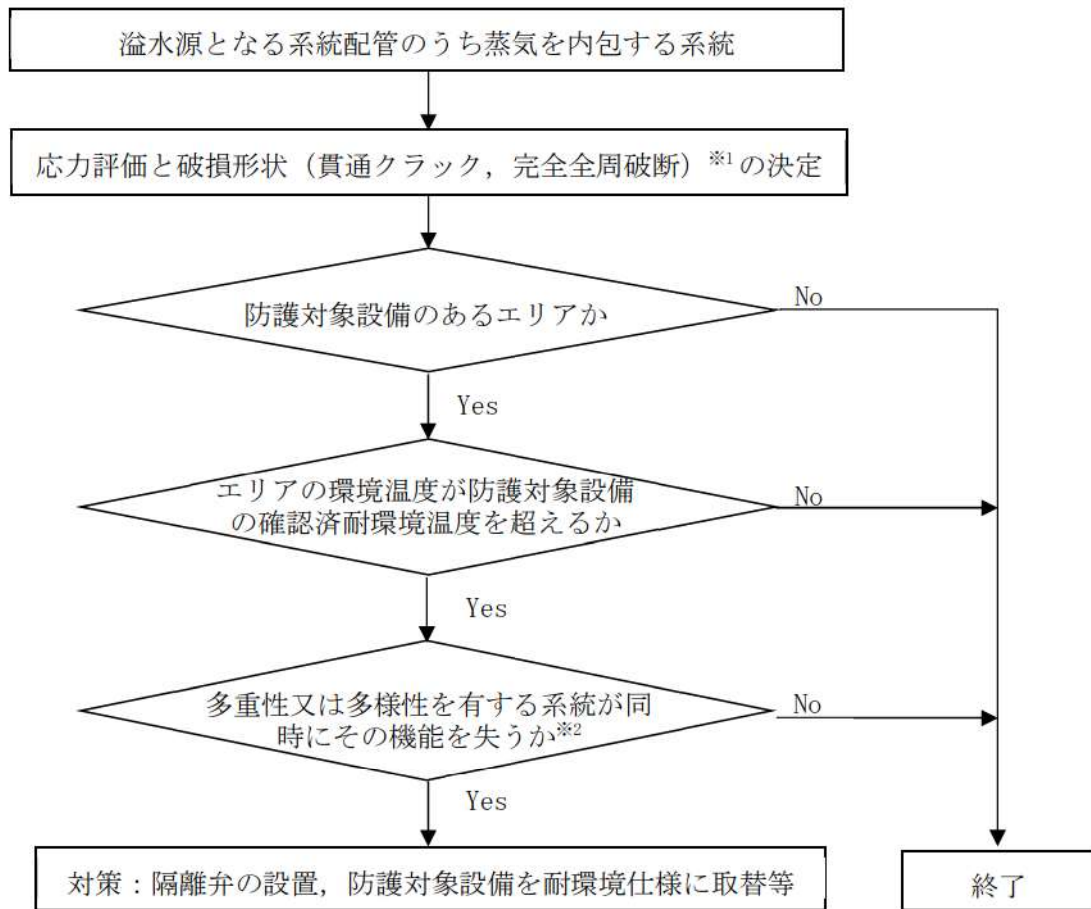 溢水源となる系統配管のうち蒸気を内包する系統
応力評価と破損形状（貫通クラック，完全全周破断）※1の決定
防護対象設備のあるエリアか
No
Yes
エリアの環境温度が防護対象設備
の確認済耐環境温度を超えるか
No
Yes
多重性又は多様性を有する系統が同
時にその機能を失うか※2
No
Yes
対策：隔離弁の設置，防護対象設備を耐環境仕様に取替等
終了